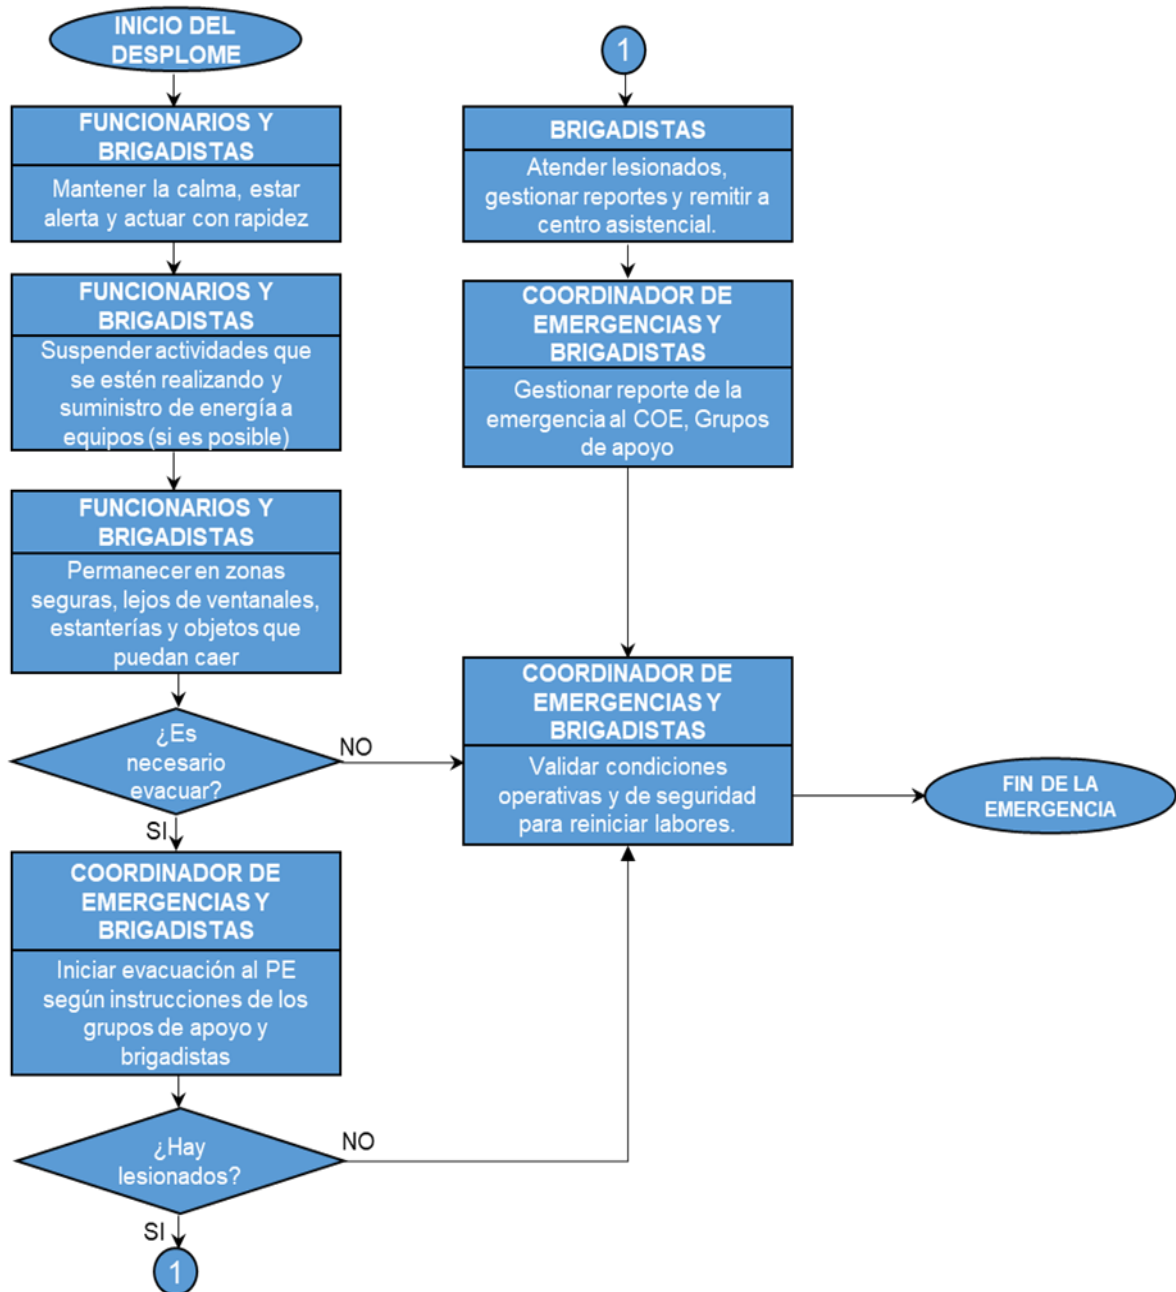 INICIO DEL
DESPLOME
FUNCIONARIOS Y
BRIGADISTAS
Mantener la calma, estar
alerta y actuar con rapidez
FUNCIONARIOS Y
BRIGADISTAS
Suspender actividades que
se estén realizando y
suministro de energía a
equipos (si es posible)
FUNCIONARIOS Y
BRIGADISTAS
Permanecer en zonas
seguras, lejos de ventanales,
estanterías y objetos que
puedan caer
¿Es
necesario
evacuar?
NO
SI
COORDINADOR DE
EMERGENCIAS Y
BRIGADISTAS
Iniciar evacuación al PE
según instrucciones de los
grupos de apoyo y
brigadistas
¿Hay
lesionados?
NO
SI
1
1
BRIGADISTAS
Atender lesionados,
gestionar reportes y remitir a
centro asistencial.
COORDINADOR DE
EMERGENCIAS Y
BRIGADISTAS
Gestionar reporte de la
emergencia al COE, Grupos
de apoyo
COORDINADOR DE
EMERGENCIAS Y
BRIGADISTAS
Validar condiciones
operativas y de seguridad
para reiniciar labores.
FIN DE LA
EMERGENCIA